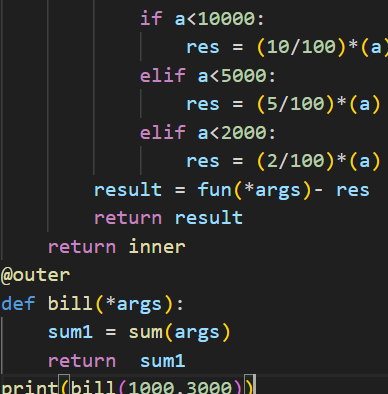 if a<10000:
res = (10/100)*(a)
elif a<5000:
res = (5/100)*(a)
elif a<2000:
res = (2/100)*(a)
result = fun(*args)- res
return result
return inner
@outer
def bill(*args):
sum1 = sum(args)
return  sum1
print(bill(1000,3000))